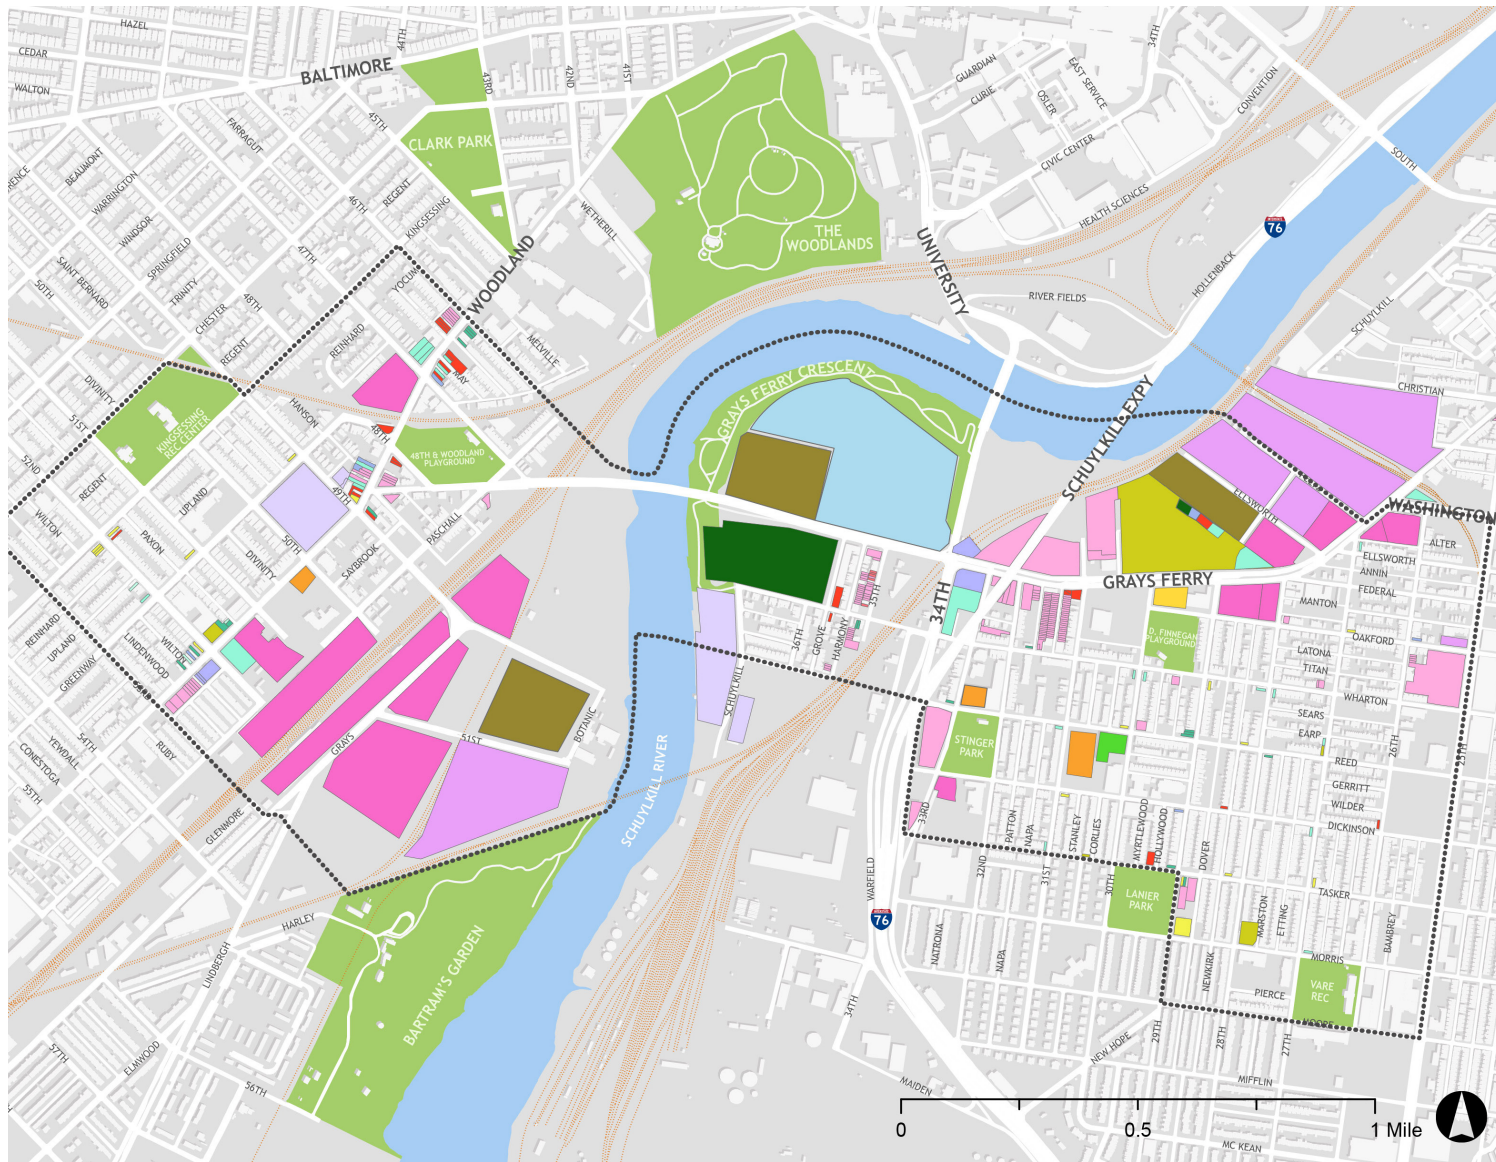 HAZEL
CEDAR
WALTON
44TH
BALTIMORE
43RD
42ND
41ST
45TH
FARRAGUT
CLARK PARK
BEAUMONT
WARRINGTON
WINDSOR
SPRINGFIELD
TRINITY
SAINT BERNARD
50TH
46TH
REGENT
KINGSESSING
47TH
48TH
CHESTER
REGENT
YOCUM
REINHARD
WOODLAND
MELVILLE
MAY
WETHERILL
THE
WOODLANDS
GUARDIAN
CURIE
OSLER
EAST SERVICE
34TH
CONVENTION
CIVIC CENTER
HEALTH SCIENCES
SOUTH
INTERSTATE
76
UNIVERSITY
RIVER FIELDS
HOLLENBACK
SCHUYLKILL
CHRISTIAN
SCHUYLKILL EXPY
DIVINITY
51ST
52ND
KINGSESSING
REC CENTER
HANSON
48TH
48TH & WOODLAND
PLAYGROUND
49TH
50TH
REGENT
WILTON
UPLAND
PAXON
DIVINITY
SAYBROOK
PASCHALL
GRAYS FERRY CRESCENT
WASHINGTON
ELLSWORTH
ALTER
ELLSWORTH
ANNIN
FEDERAL
MANTON
OAKFORD
LATONA
TITAN
WHARTON
SEARS
EARP
REED
GERRITT
WILDER
DICKINSON
26TH
25TH
GRAYS FERRY
34TH
D. FINNEGAN
PLAYGROUND
35TH
36TH
GROVE
HARMONY
SCHUYLKILL
REINHARD
UPLAND
GREENWAY
LINDENWOOD
WILTON
53RD
RUBY
54TH
YEWDALL
CONESTOGA
55TH
GRAYS
51ST
BOTANIC
GLENMORE
SCHUYLKILL RIVER
STINGER
PARK
33RD
PATTON
NAPA
32ND
31ST
STANLEY
CORLIES
30TH
MYRTLEWOOD
HOLLYWOOD
DOVER
LANIER
PARK
TASKER
MARSTON
ETTING
BAMBREY
MORRIS
NEWKIRK
PIERCE
VARE
REC
MOORE
WARFIELD
INTERSTATE
76
NATRONA
NAPA
34TH
29TH
28TH
27TH
NEW HOPE
MIFFLIN
MAIDEN
MC KEAN
HARLEY
LINDBERGH
BARTRAM'S GARDEN
ELMWOOD
57TH
56TH
0
0.5
1 Mile